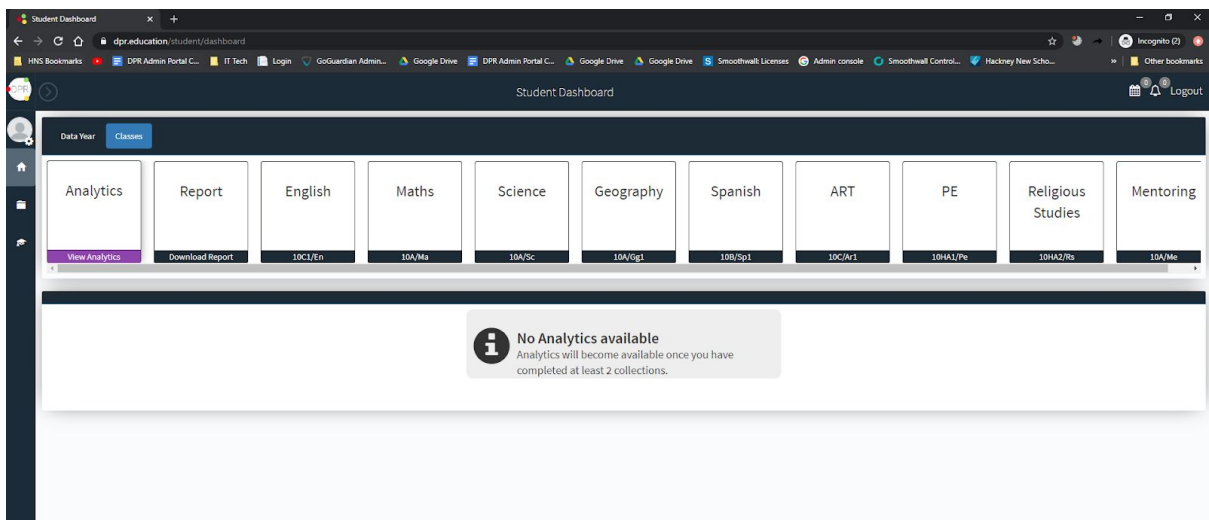 Student Dashboard
dpr.education/student/dashboard
Incognito (2)
HNS Bookmarks
DPR Admin Portal C...
IT Tech
Login
GoGuardian Admin...
Google Drive
DPR Admin Portal C...
Google Drive
Google Drive
Smoothwall: Licenses
Admin console
Smoothwall Control...
Hackney New Scho...
»
Other bookmarks
DPR
Student Dashboard
0
0
Logout
Data Year
Classes
Analytics
View Analytics
Report
Download Report
English
10C1/En
Maths
10A/Ma
Science
10A/Sc
Geography
10A/Gg1
Spanish
10B/Sp1
ART
10C/Ar1
PE
10HA1/Pe
Religious
Studies
10HA2/Rs
Mentoring
10A/Me
No Analytics available
Analytics will become available once you have
completed at least 2 collections.